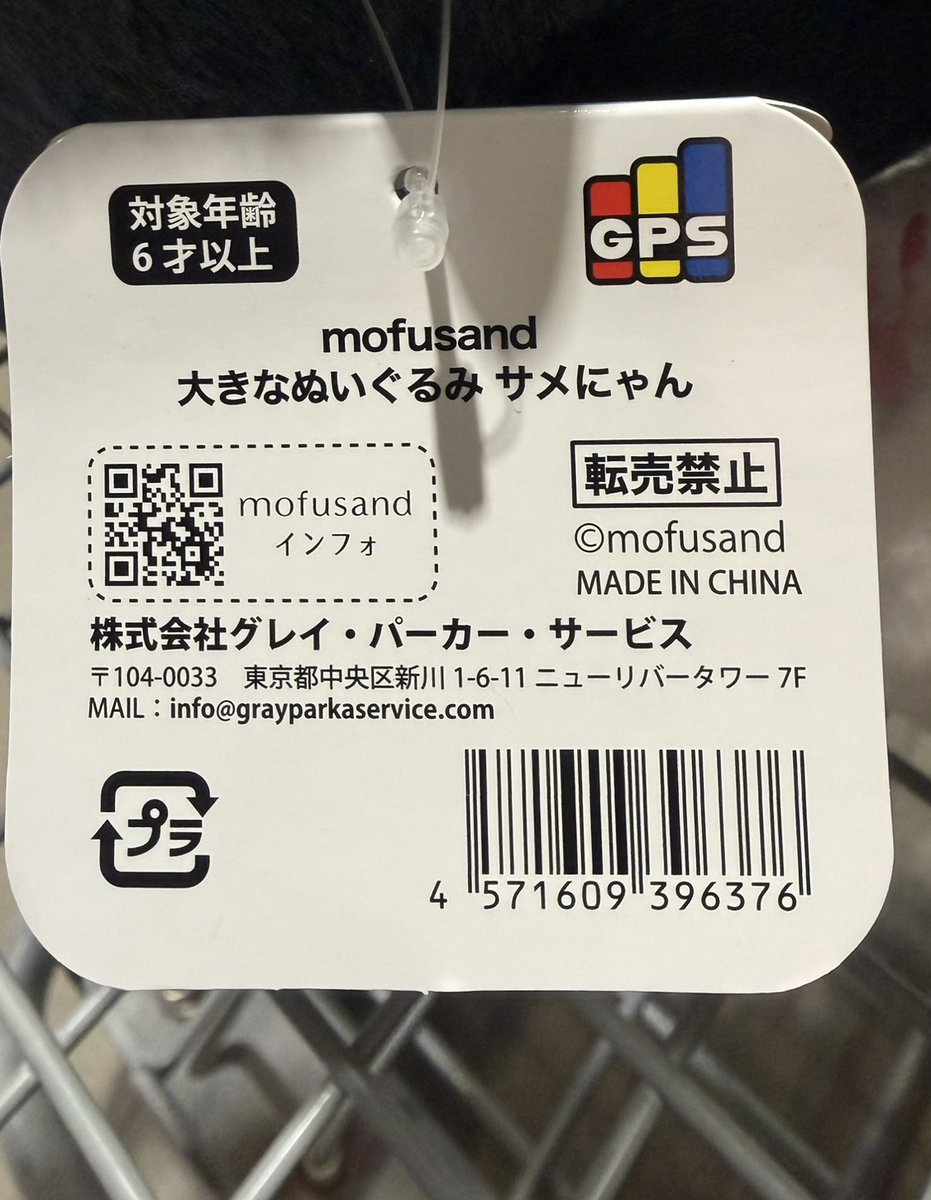 対象年齢
6才以上
GPS
mofusand
大きなぬいぐるみ サメにゃん
mofusand
インフォ
転売禁止
©mofusand
MADE IN CHINA
株式会社グレイ・パーカー・サービス
〒104-0033 東京都中央区新川 1-6-11 ニューリバータワー 7F
MAIL：info@grayparkaservice.com
プラ
4 571609 396376